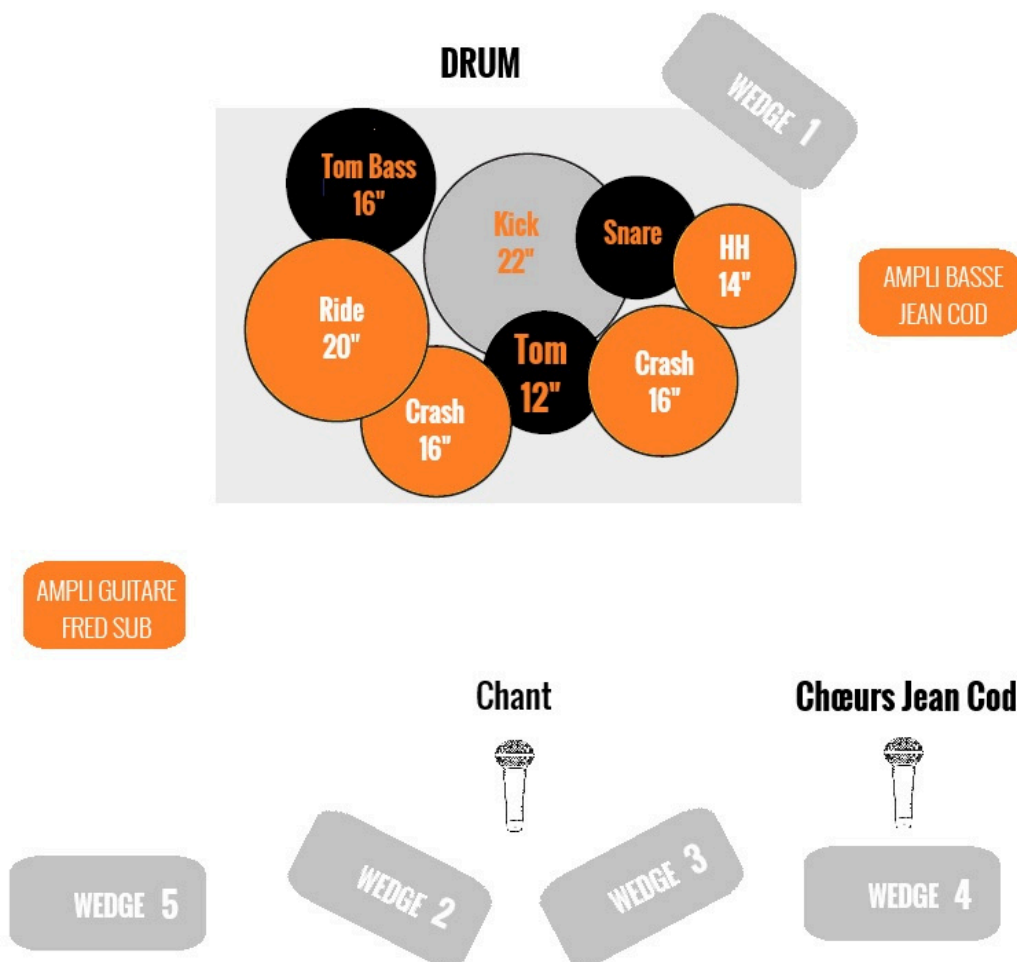 DRUM
WEDGE 1
Tom Bass
16"
Kick
22"
Snare
HH
14"
AMPLI BASSE
JEAN COD
Ride
20"
Tom
12"
Crash
16"
Crash
16"
AMPLI GUITARE
FRED SUB
Chant
Chœurs Jean Cod
WEDGE 5
WEDGE 2
WEDGE 3
WEDGE 4